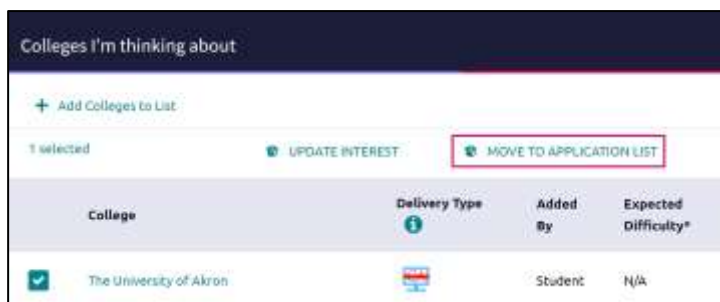 Colleges I'm thinking about
+ Add Colleges to List
1 selected UPDATE INTEREST MOVE TO APPLICATION LIST
College Delivery Type Added By Expected Difficulty*
The University of Akron Student N/A